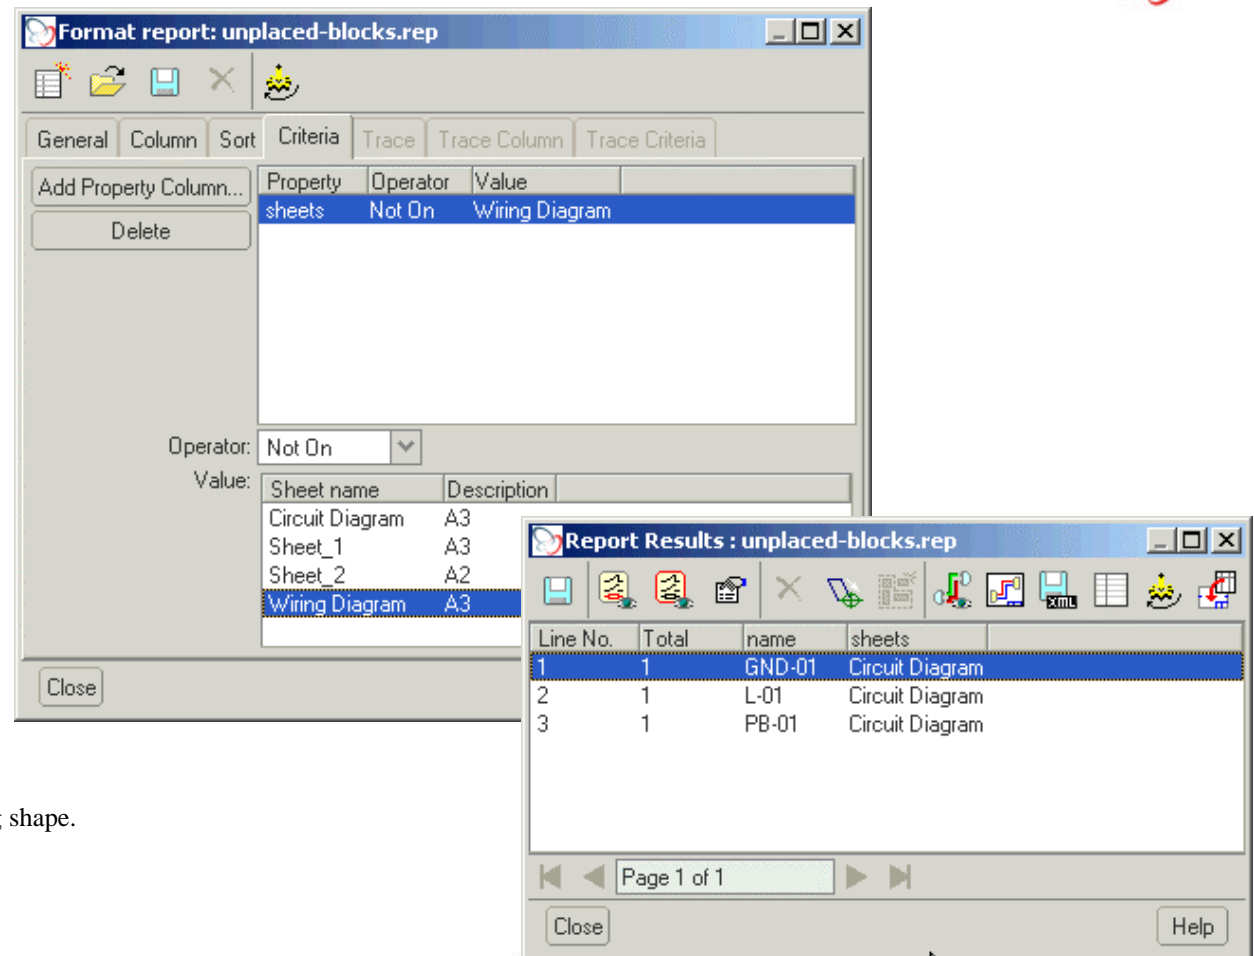 Format report: unplaced-blocks.rep
General Column Sort Criteria Trace Trace Column Trace Criteria
Add Property Column...
Delete
Property Operator Value
sheets Not On Wiring Diagram
Operator: Not On
Value:
Sheet name Description
Circuit Diagram A3
Sheet_1 A3
Sheet_2 A2
Wiring Diagram A3
Close
Report Results : unplaced-blocks.rep
XML
Line No. Total name sheets
1 1 GND-01 Circuit Diagram
2 1 L-01 Circuit Diagram
3 1 PB-01 Circuit Diagram
Page 1 of 1
Close Help
shape.